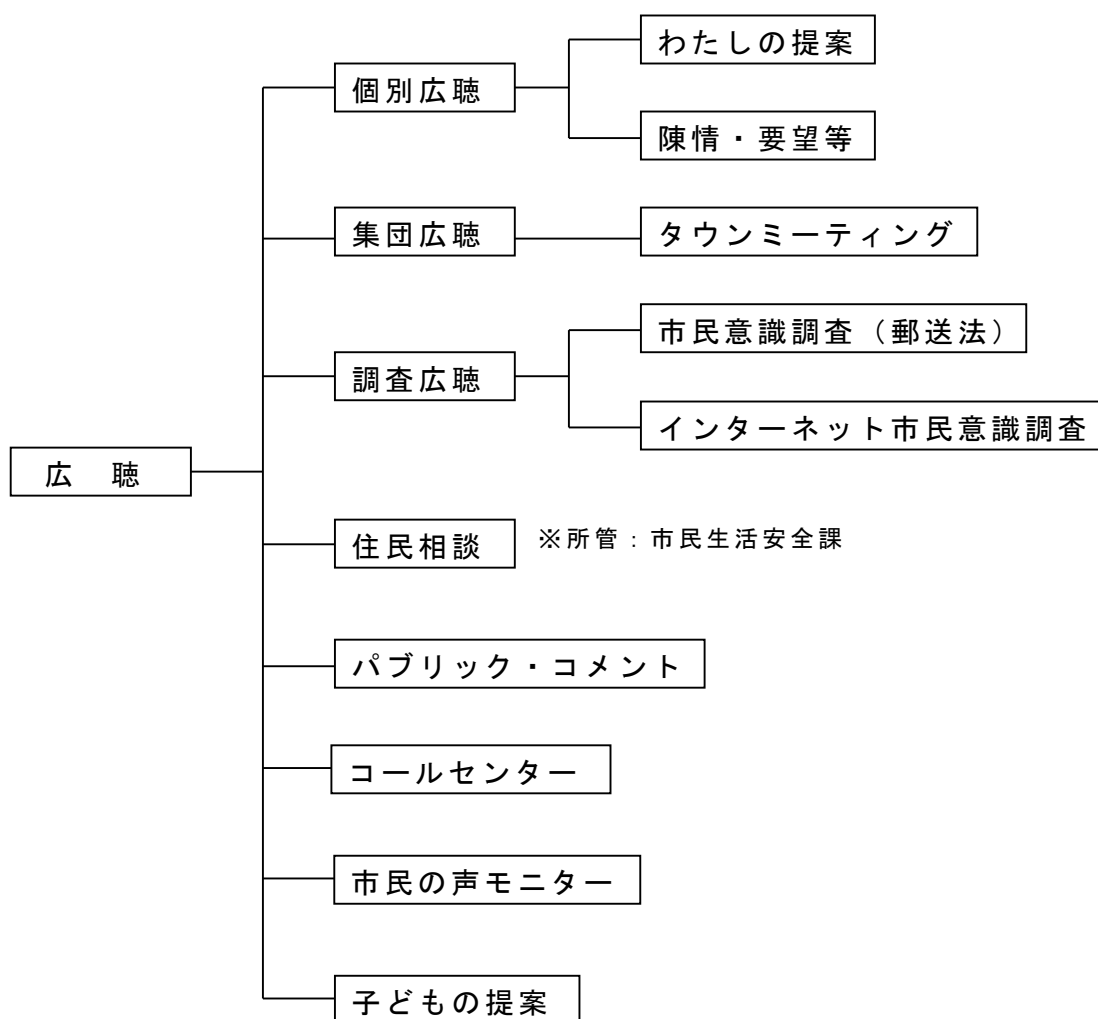 わたしの提案
個別広聴
陳情・要望等
集団広聴
タウンミーティング
市民意識調査（郵送法）
調査広聴
インターネット市民意識調査
広　聴
住民相談
※所管：市民生活安全課
パブリック・コメント
コールセンター
市民の声モニター
子どもの提案